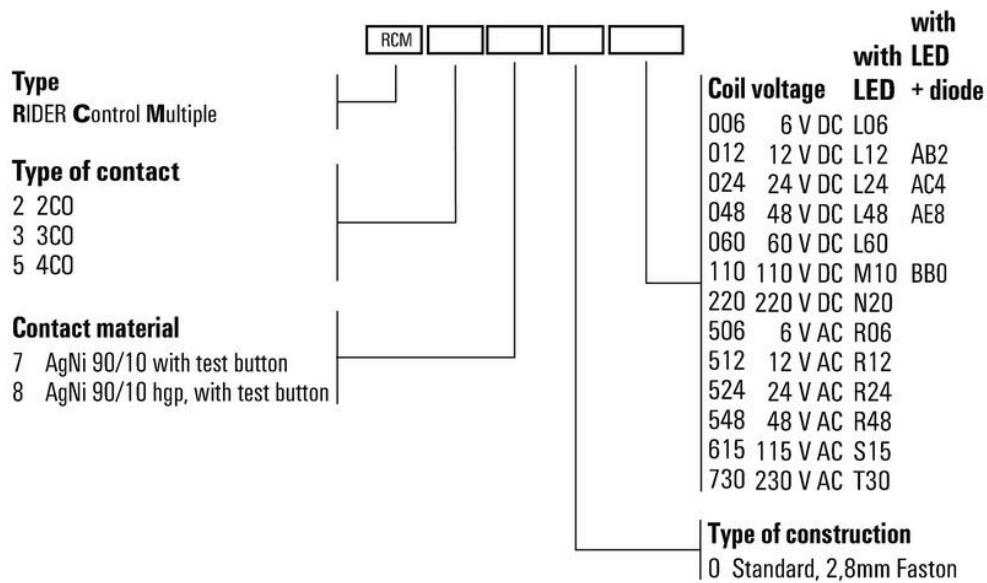 RCM
Type
RIDER Control Multiple
Type of contact
2 2CO
3 3CO
5 4CO
Contact material
7 AgNi 90/10 with test button
8 AgNi 90/10 hgp, with test button
with
with LED
Coil voltage LED + diode
006 6 V DC L06
012 12 V DC L12 AB2
024 24 V DC L24 AC4
048 48 V DC L48 AE8
060 60 V DC L60
110 110 V DC M10 BB0
220 220 V DC N20
506 6 V AC R06
512 12 V AC R12
524 24 V AC R24
548 48 V AC R48
615 115 V AC S15
730 230 V AC T30
Type of construction
0 Standard, 2,8mm Faston